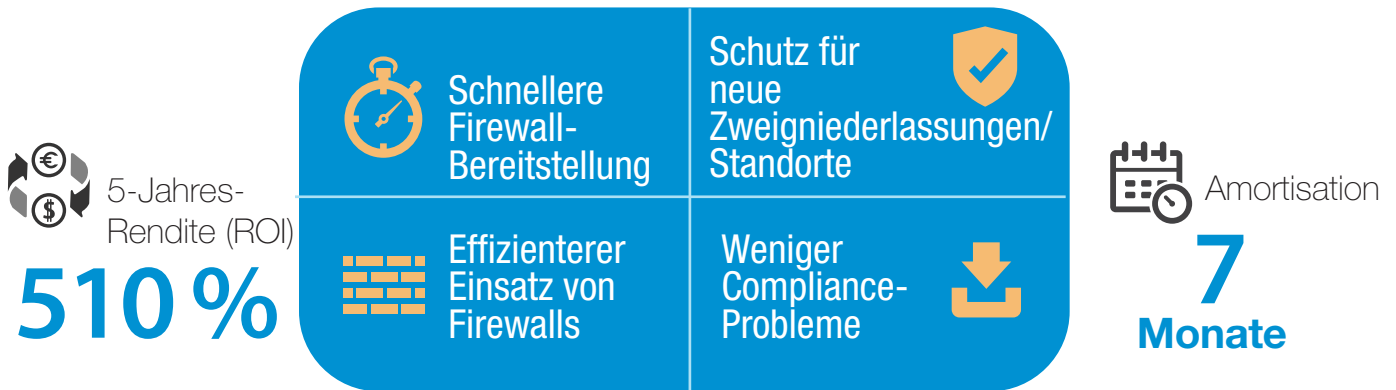 5-Jahres-
Rendite (ROI)
510 %
Schnellere
Firewall-
Bereitstellung
Schutz für
neue
Zweigniederlassungen/
Standorte
Effizienterer
Einsatz von
Firewalls
Weniger
Compliance-
Probleme
Amortisation
7
Monate